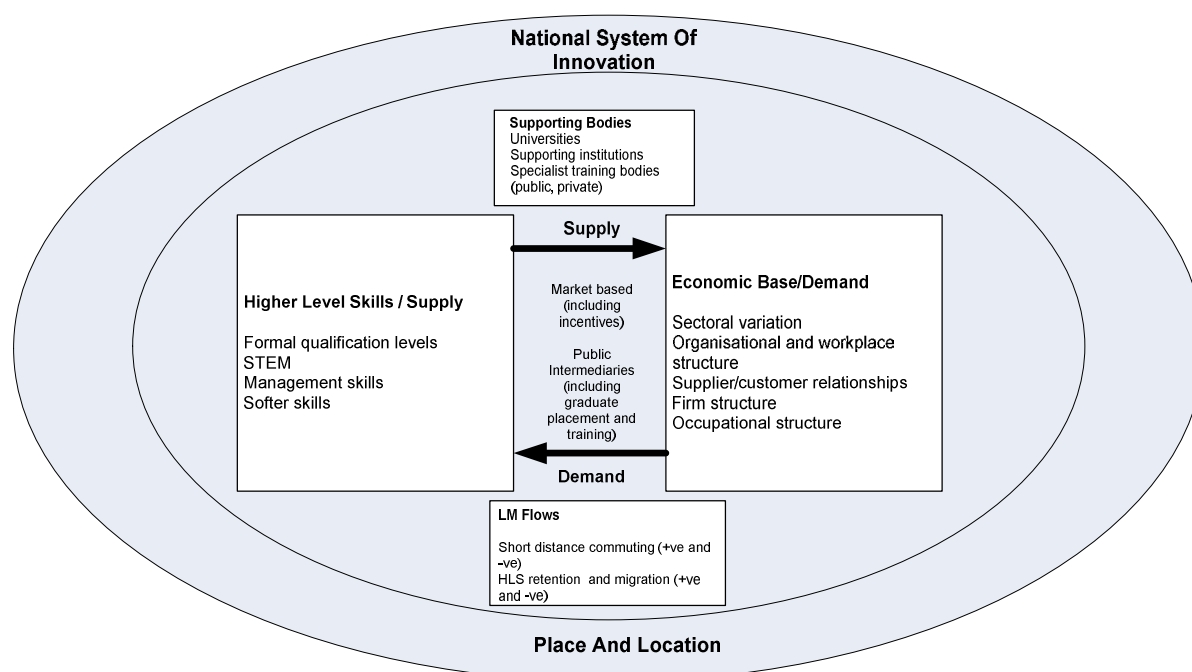 National System Of
Innovation
Supporting Bodies
Universities
Supporting institutions
Specialist training bodies
(public, private)
Higher Level Skills / Supply
Formal qualification levels
STEM
Management skills
Softer skills
Supply
Market based
(including
incentives)
Public
Intermediaries
(including
graduate
placement and
training)
Demand
Economic Base/Demand
Sectoral variation
Organisational and workplace
structure
Supplier/customer relationships
Firm structure
Occupational structure
LM Flows
Short distance commuting (+ve and
-ve)
HLS retention and migration (+ve
and -ve)
Place And Location